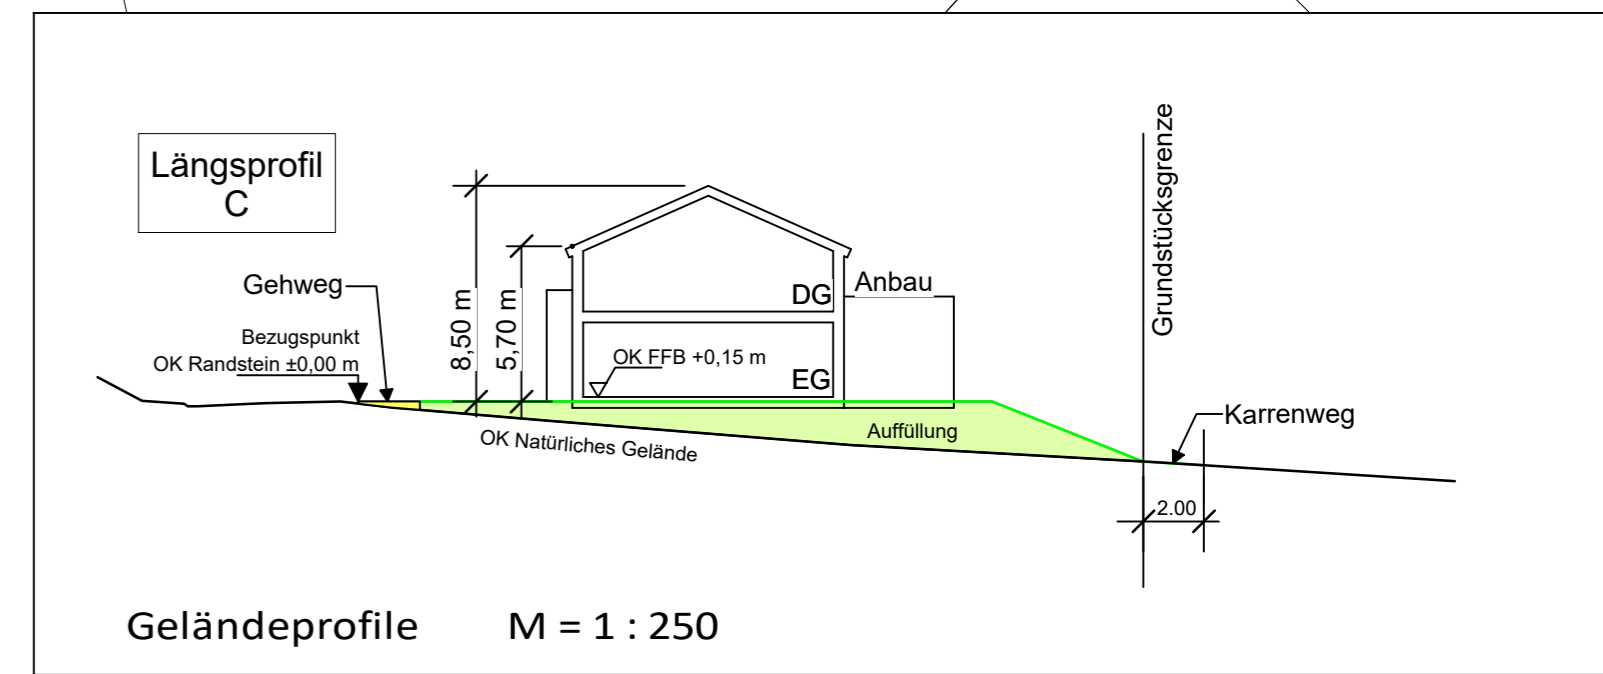 Längsprofil
C
Grundstücksgrenze
Gehweg
Bezugspunkt
OK Randstein ±0,00 m
8,50 m
5,70 m
DG
Anbau
OK FFB +0,15 m
EG
OK Natürliches Gelände
Auffüllung
Karrenweg
2.00
Geländeprofile M = 1 : 250